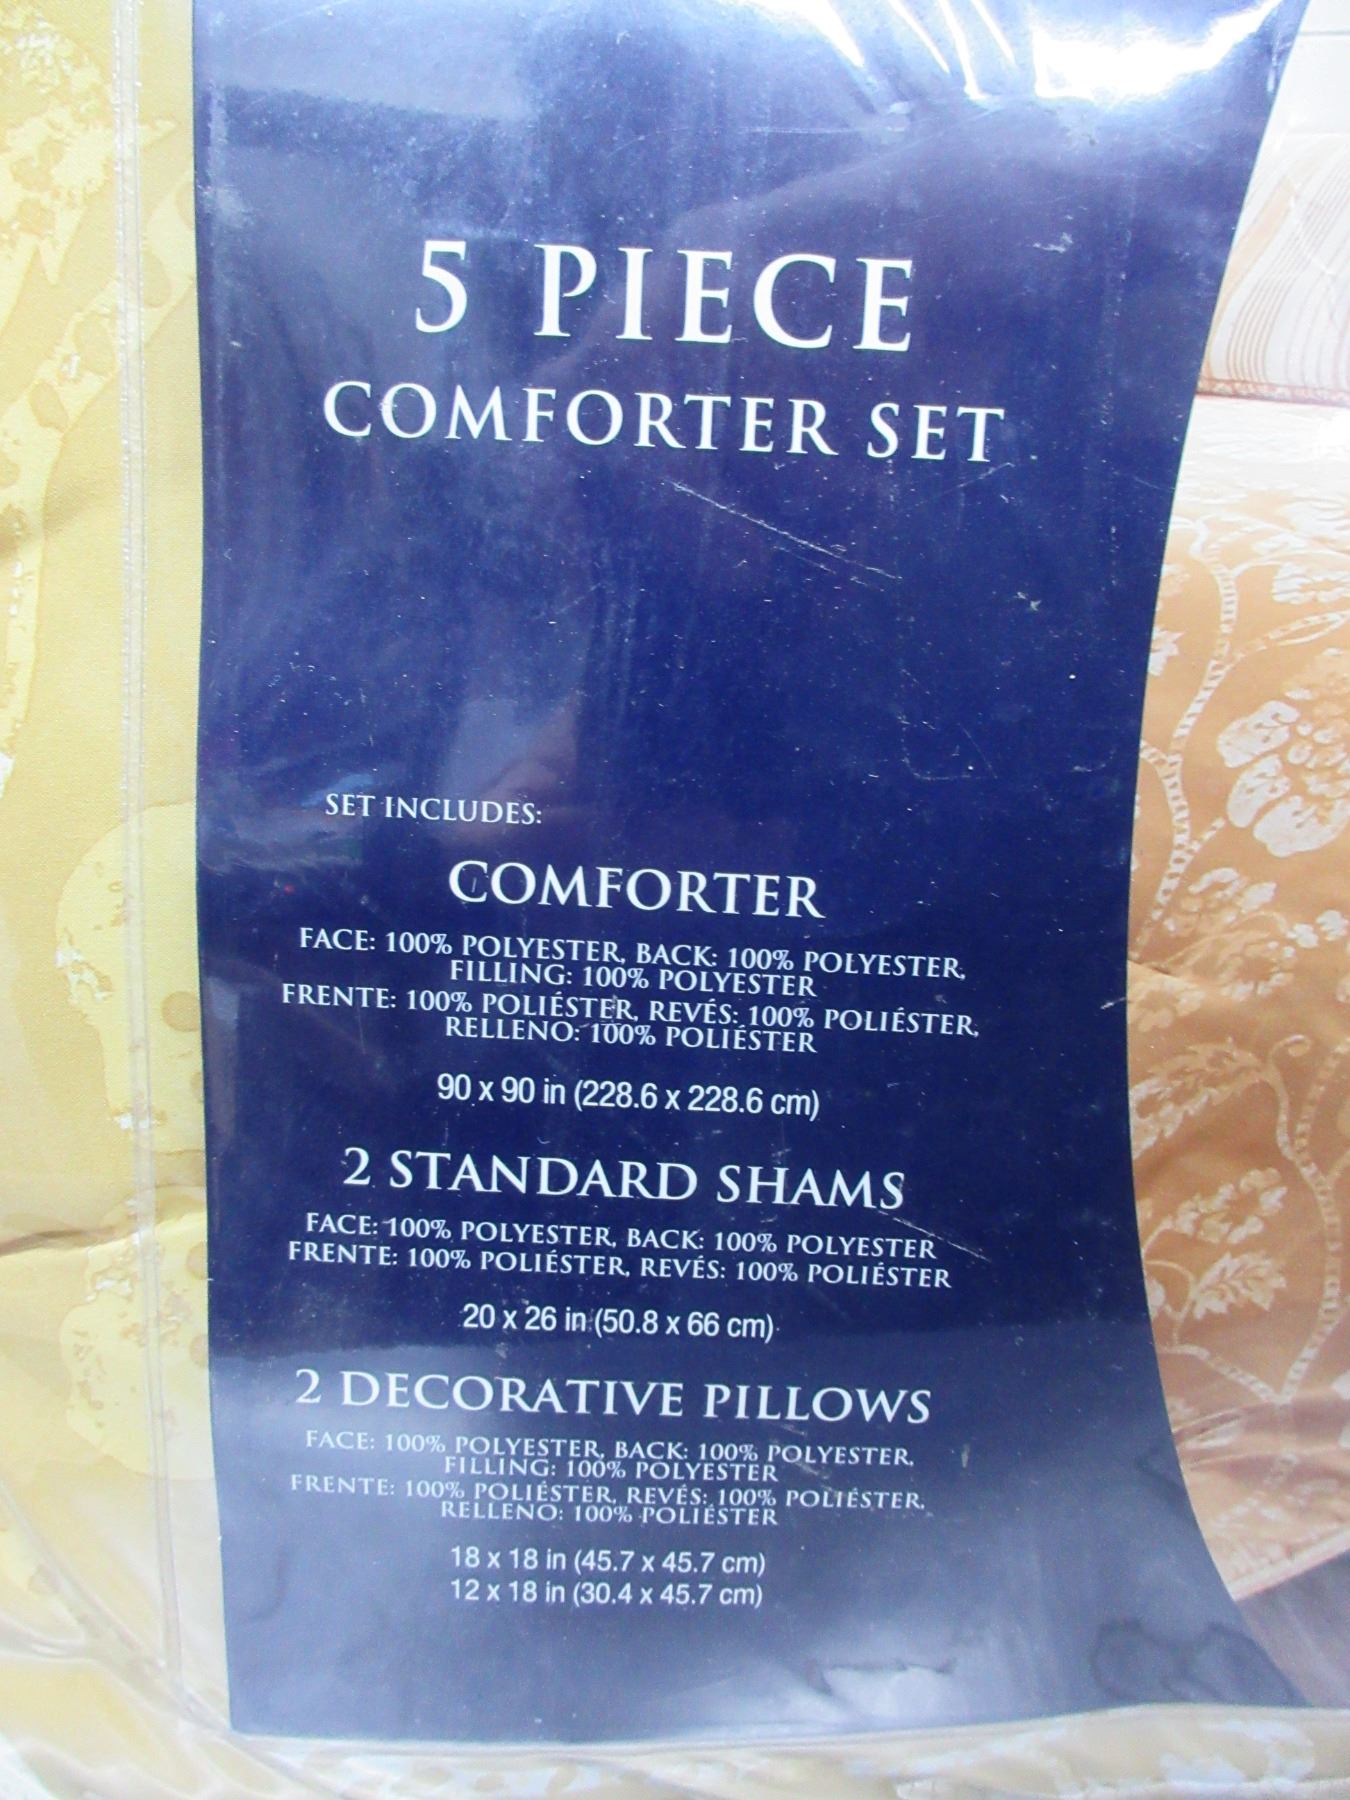 5 PIECE
COMFORTER SET
SET INCLUDES:
COMFORTER
FACE: 100% POLYESTER, BACK: 100% POLYESTER,
FILLING: 100% POLYESTER
FRENTE: 100% POLIÉSTER, REVÉS: 100% POLIÉSTER,
RELLENO: 100% POLIÉSTER
90 x 90 in (228.6 x 228.6 cm)
2 STANDARD SHAMS
FACE: 100% POLYESTER, BACK: 100% POLYESTER
FRENTE: 100% POLIÉSTER, REVÉS: 100% POLIÉSTER
20 x 26 in (50.8 x 66 cm)
2 DECORATIVE PILLOWS
FACE: 100% POLYESTER, BACK: 100% POLYESTER,
FILLING: 100% POLYESTER
FRENTE: 100% POLIÉSTER, REVÉS: 100% POLIÉSTER,
RELLENO: 100% POLIÉSTER
18 x 18 in (45.7 x 45.7 cm)
12 x 18 in (30.4 x 45.7 cm)